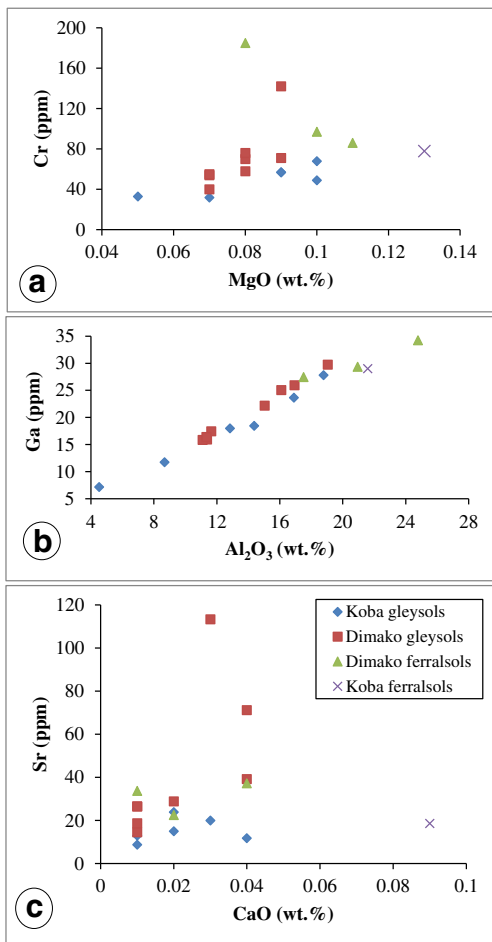 200
160
120
80
40
0
Cr (ppm)
0.04 0.06 0.08 0.1 0.12 0.14
MgO (wt.%)
a
35
30
25
20
15
10
5
Ga (ppm)
4 8 12 16 20 24 28
Al₂O₃ (wt.%)
b
120
100
80
60
40
20
0
Sr (ppm)
Koba gleysols
Dimako gleysols
Dimako ferralsols
Koba ferralsols
0 0.02 0.04 0.06 0.08 0.1
CaO (wt.%)
c